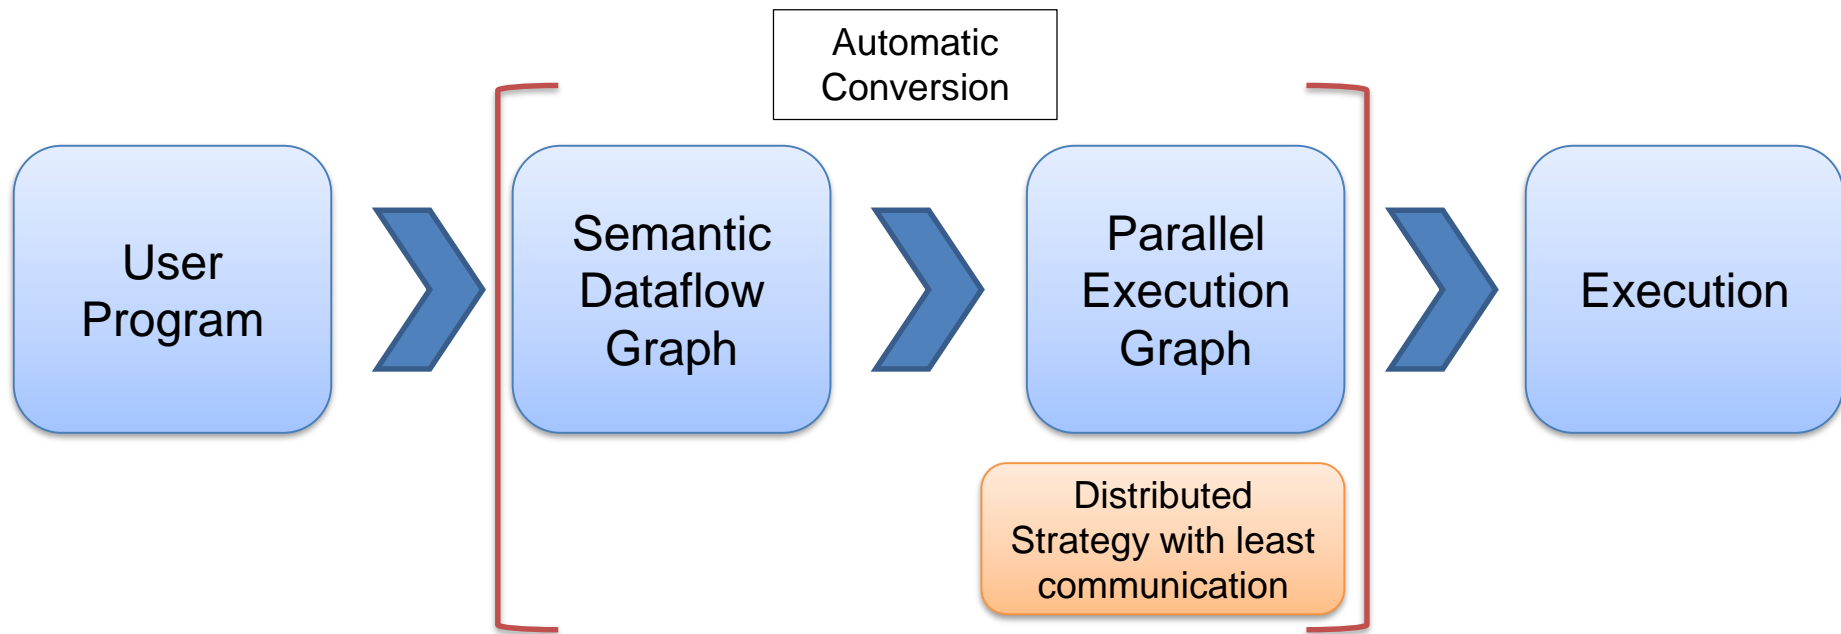 Automatic
Conversion
User
Program
Semantic
Dataflow
Graph
Parallel
Execution
Graph
Execution
Distributed
Strategy with least
communication